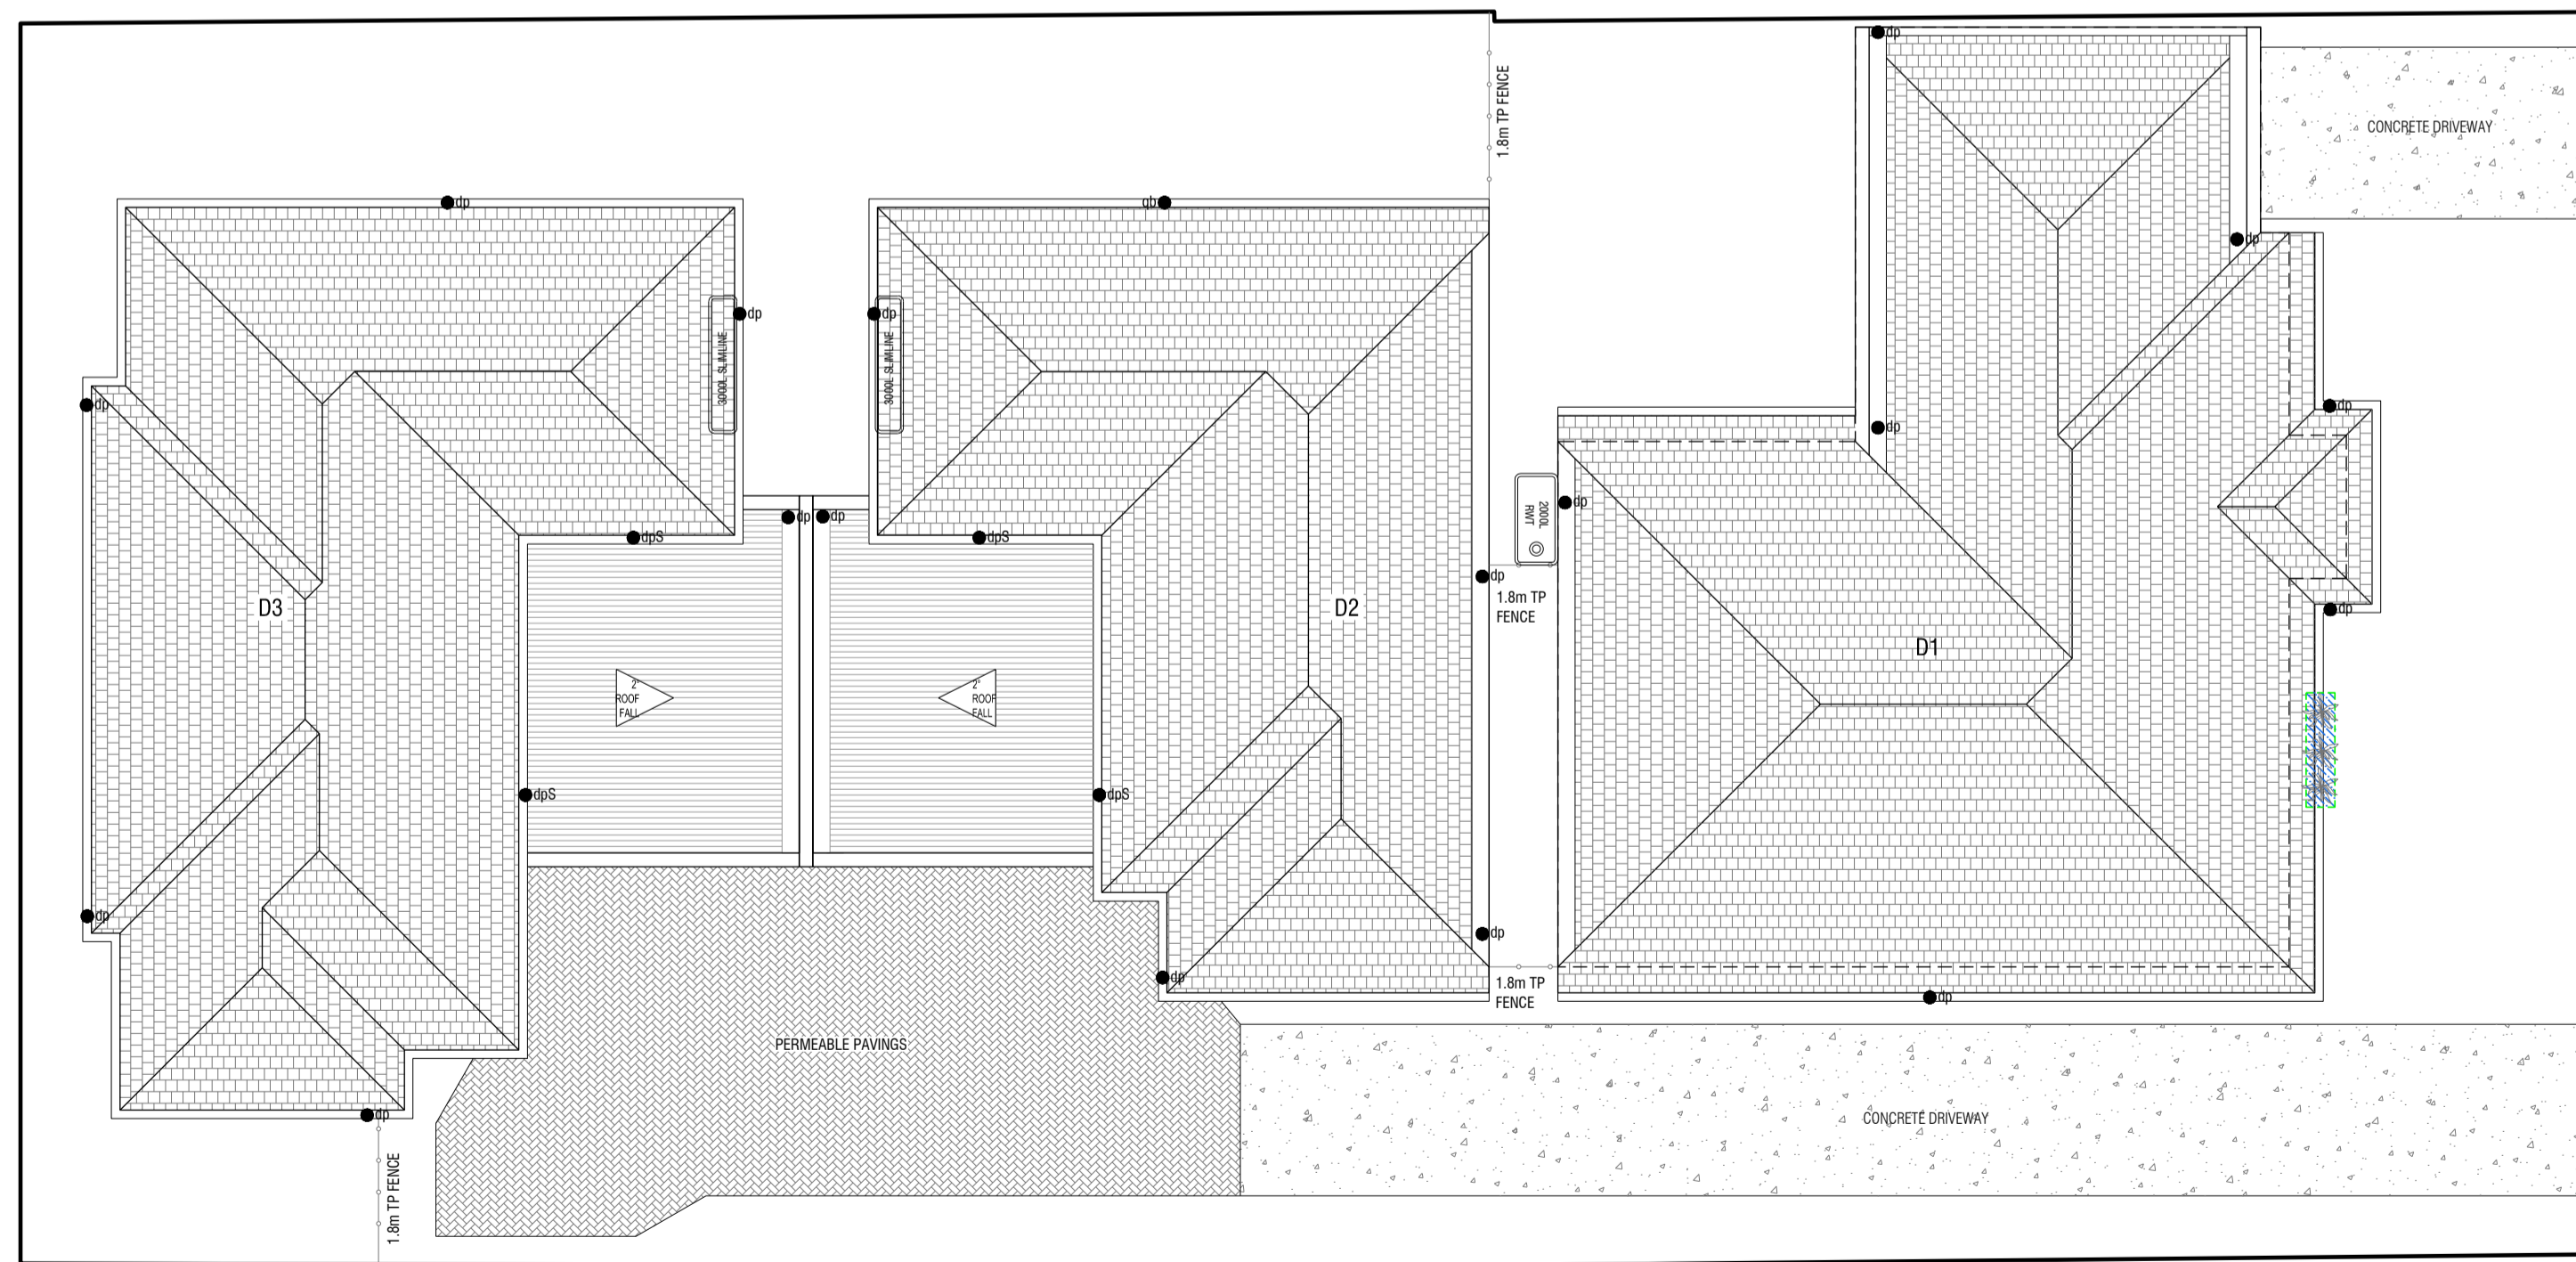 dp
1.8m TP FENCE
CONCRETE DRIVEWAY
dp
qb
dp
dp
dp
3000L SLIMLINE
3000L SLIMLINE
dp
dp
dp
dp
2000L
RWT
dp
dp
dpS
dpS
dp
1.8m TP
FENCE
D3
D2
dp
D1
2°
ROOF
FALL
2°
ROOF
FALL
dpS
dpS
dp
dp
dp
1.8m TP
FENCE
dp
PERMEABLE PAVINGS
dp
CONCRETE DRIVEWAY
1.8m TP FENCE